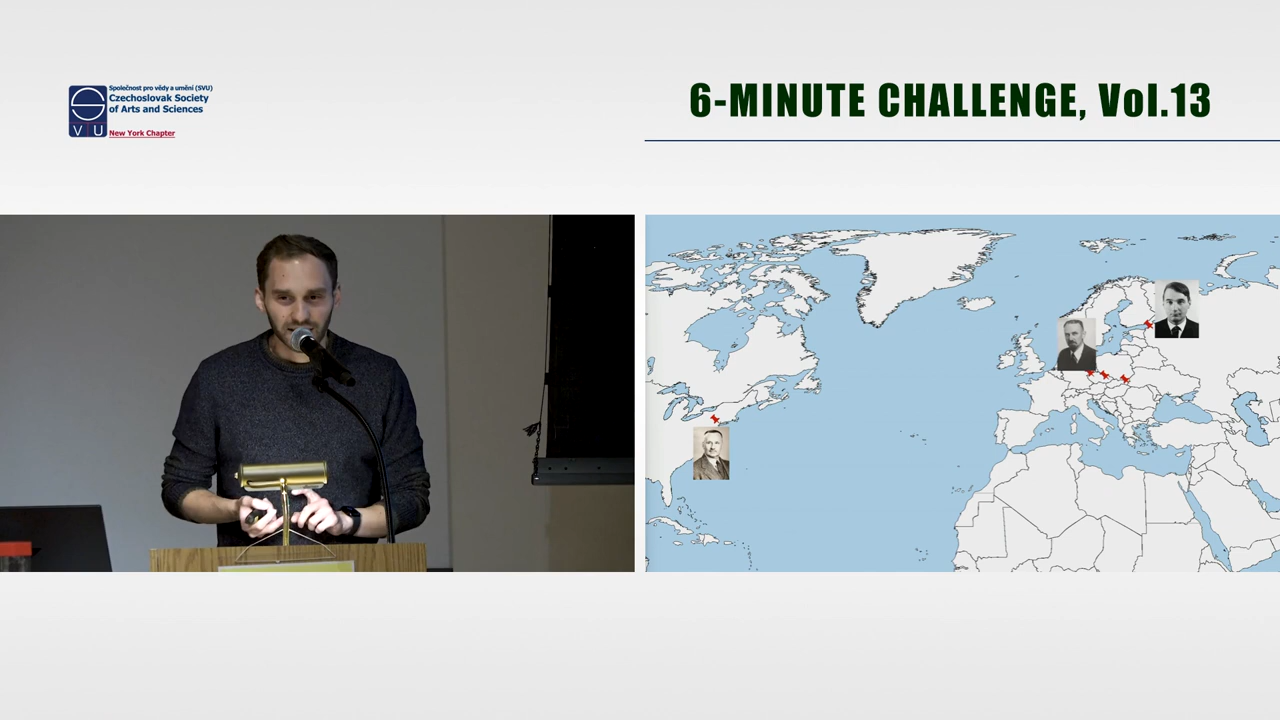 Společnost pro vědy a umění (SVU)
Czechoslovak Society
of Arts and Sciences
V U
New York Chapter
6-MINUTE CHALLENGE, Vol.13